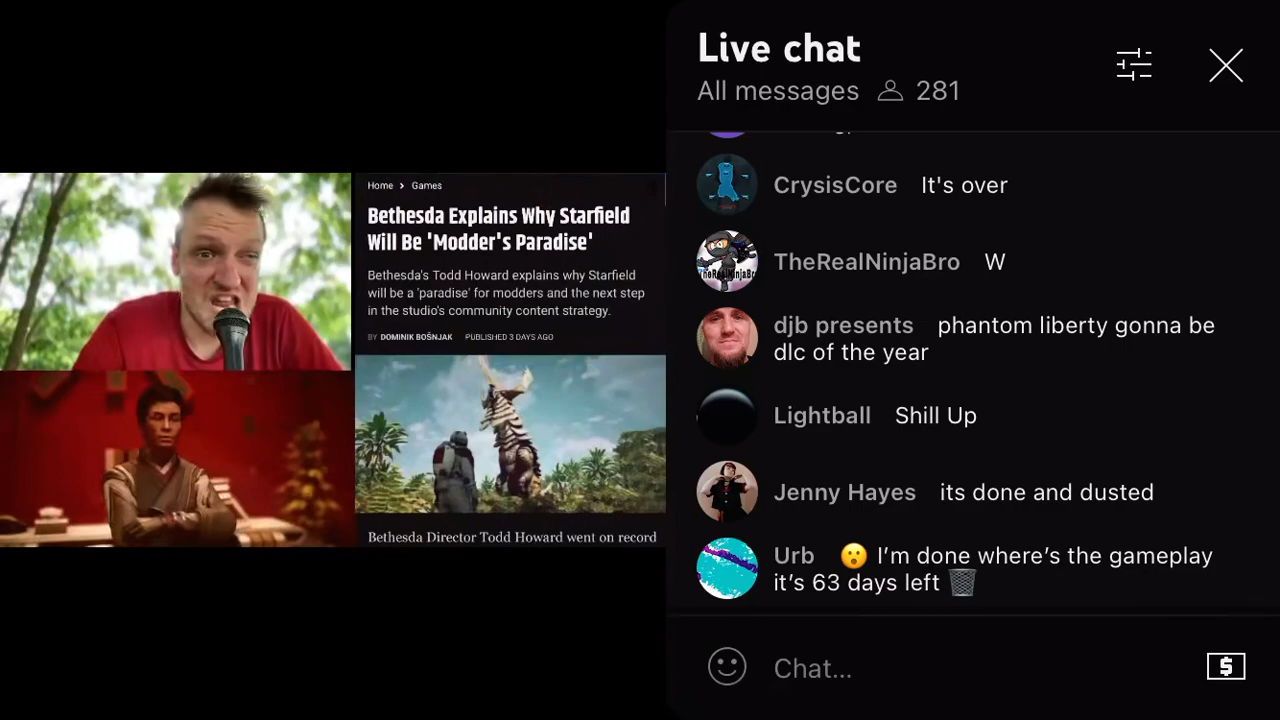 Live chat
All messages 281
CrysisCore It's over
TheRealNinjaBro W
djb presents phantom liberty gonna be
dlc of the year
Lightball Shill Up
Jenny Hayes its done and dusted
Urb 😮 I'm done where's the gameplay
it's 63 days left 🗑️
Chat...
$
Home > Games
Bethesda Explains Why Starfield
Will Be 'Modder's Paradise'
Bethesda's Todd Howard explains why Starfield
will be a 'paradise' for modders and the next step
in the studio's community content strategy.
BY DOMINIK BOŠNJAK PUBLISHED 3 DAYS AGO
Bethesda Director Todd Howard went on record
TheRealNinjaBro